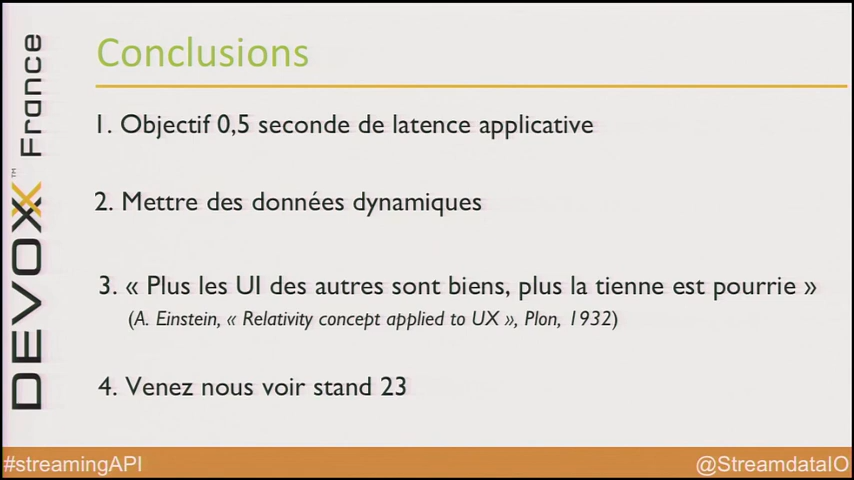 Conclusions
1. Objectif 0,5 seconde de latence applicative
2. Mettre des données dynamiques
3. « Plus les UI des autres sont biens, plus la tienne est pourrie »
(A. Einstein, « Relativity concept applied to UX », Plon, 1932)
4. Venez nous voir stand 23
DEVOXX™ France
#streamingAPI
@StreamdataIO